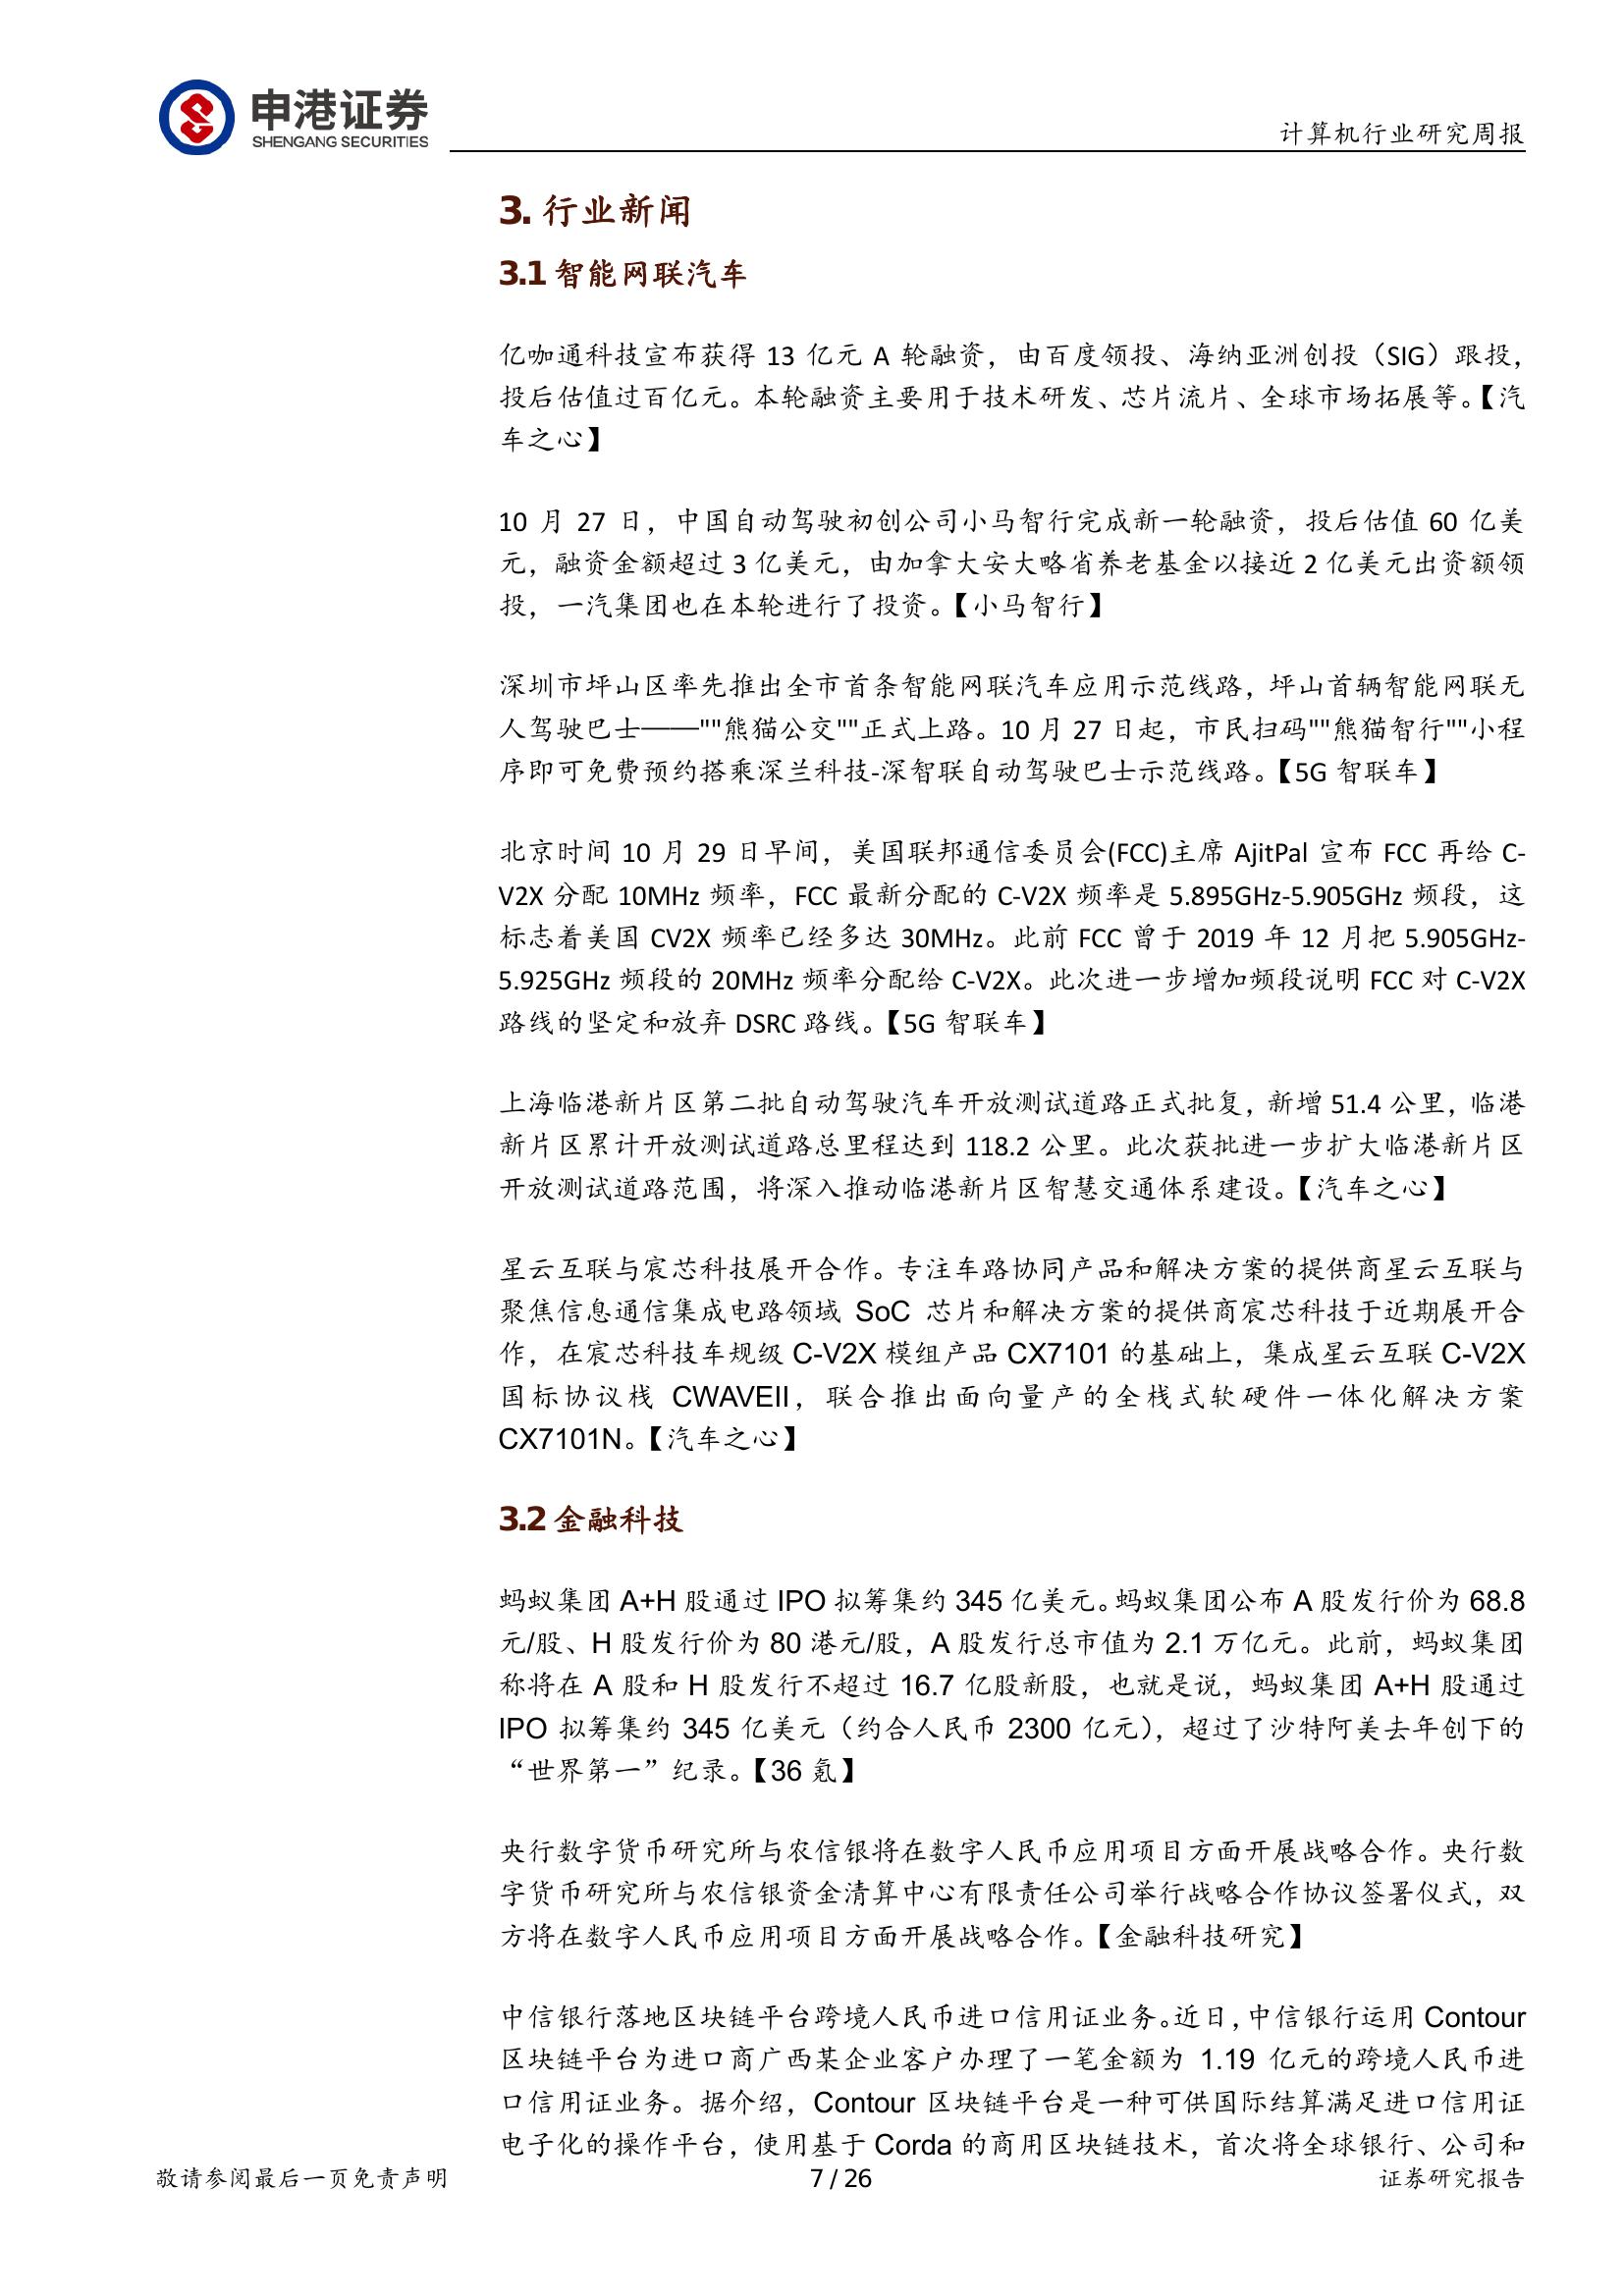 申港证券
SHENGANG SECURITIES
计算机行业研究周报
3. 行业新闻
3.1 智能网联汽车
亿咖通科技宣布获得 13 亿元 A 轮融资，由百度领投、海纳亚洲创投（SIG）跟投，
投后估值过百亿元。本轮融资主要用于技术研发、芯片流片、全球市场拓展等。【汽
车之心】
10 月 27 日，中国自动驾驶初创公司小马智行完成新一轮融资，投后估值 60 亿美
元，融资金额超过 3 亿美元，由加拿大安大略省养老基金以接近 2 亿美元出资额领
投，一汽集团也在本轮进行了投资。【小马智行】
深圳市坪山区率先推出全市首条智能网联汽车应用示范线路，坪山首辆智能网联无
人驾驶巴士——""熊猫公交""正式上路。10 月 27 日起，市民扫码""熊猫智行""小程
序即可免费预约搭乘深兰科技-深智联自动驾驶巴士示范线路。【5G 智联车】
北京时间 10 月 29 日早间，美国联邦通信委员会(FCC)主席 AjitPal 宣布 FCC 再给 C-
V2X 分配 10MHz 频率，FCC 最新分配的 C-V2X 频率是 5.895GHz-5.905GHz 频段，这
标志着美国 CV2X 频率已经多达 30MHz。此前 FCC 曾于 2019 年 12 月把 5.905GHz-
5.925GHz 频段的 20MHz 频率分配给 C-V2X。此次进一步增加频段说明 FCC 对 C-V2X
路线的坚定和放弃 DSRC 路线。【5G 智联车】
上海临港新片区第二批自动驾驶汽车开放测试道路正式批复，新增 51.4 公里，临港
新片区累计开放测试道路总里程达到 118.2 公里。此次获批进一步扩大临港新片区
开放测试道路范围，将深入推动临港新片区智慧交通体系建设。【汽车之心】
星云互联与宸芯科技展开合作。专注车路协同产品和解决方案的提供商星云互联与
聚焦信息通信集成电路领域 SoC 芯片和解决方案的提供商宸芯科技于近期展开合
作，在宸芯科技车规级 C-V2X 模组产品 CX7101 的基础上，集成星云互联 C-V2X
国标协议栈 CWAVEII，联合推出面向量产的全栈式软硬件一体化解决方案
CX7101N。【汽车之心】
3.2 金融科技
蚂蚁集团 A+H 股通过 IPO 拟筹集约 345 亿美元。蚂蚁集团公布 A 股发行价为 68.8
元/股、H 股发行价为 80 港元/股，A 股发行总市值为 2.1 万亿元。此前，蚂蚁集团
称将在 A 股和 H 股发行不超过 16.7 亿股新股，也就是说，蚂蚁集团 A+H 股通过
IPO 拟筹集约 345 亿美元（约合人民币 2300 亿元），超过了沙特阿美去年创下的
“世界第一”纪录。【36 氪】
央行数字货币研究所与农信银将在数字人民币应用项目方面开展战略合作。央行数
字货币研究所与农信银资金清算中心有限责任公司举行战略合作协议签署仪式，双
方将在数字人民币应用项目方面开展战略合作。【金融科技研究】
中信银行落地区块链平台跨境人民币进口信用证业务。近日，中信银行运用 Contour
区块链平台为进口商广西某企业客户办理了一笔金额为 1.19 亿元的跨境人民币进
口信用证业务。据介绍，Contour 区块链平台是一种可供国际结算满足进口信用证
电子化的操作平台，使用基于 Corda 的商用区块链技术，首次将全球银行、公司和
敬请参阅最后一页免责声明
7 / 26
证券研究报告